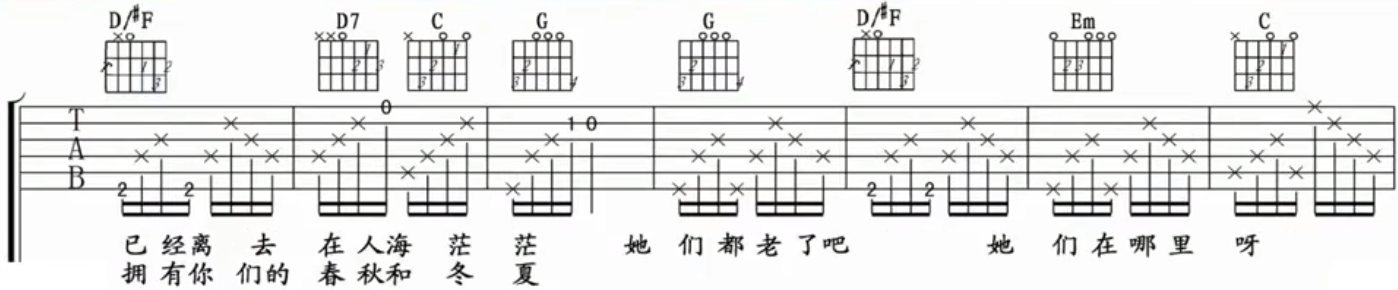 D/#F D7 C G G D/#F Em C
T
A
B
0
1 0
2 2 2 2
已经离 去 在人海 茫 茫 她 们都老了吧 她 们在哪里 呀
拥有你 们的 春秋和 冬 夏